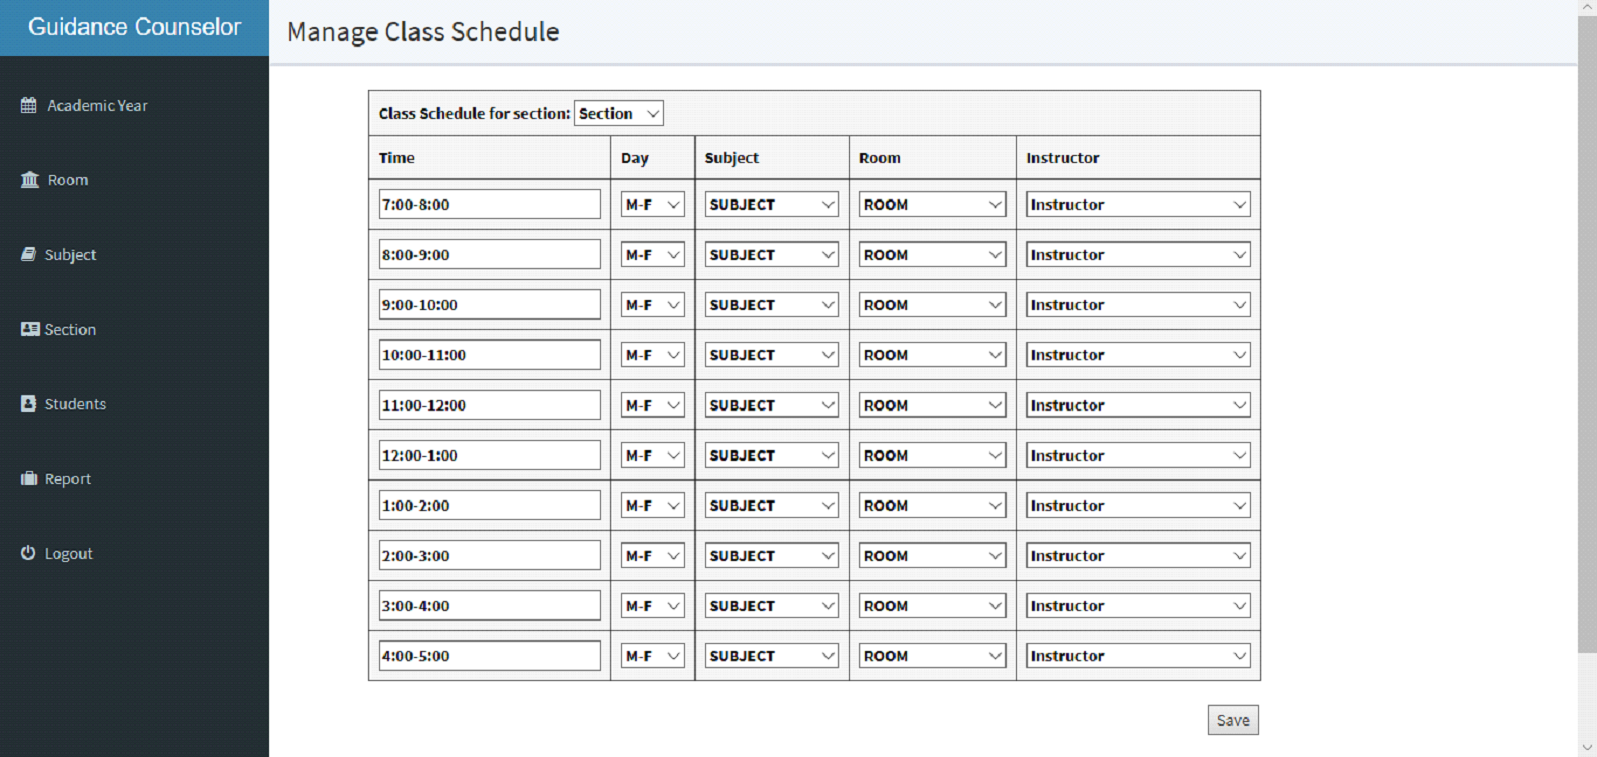 Guidance Counselor
Manage Class Schedule
Academic Year
Room
Subject
Section
Students
Report
Logout
Class Schedule for section: Section
Time Day Subject Room Instructor
7:00-8:00 M-F SUBJECT ROOM Instructor
8:00-9:00 M-F SUBJECT ROOM Instructor
9:00-10:00 M-F SUBJECT ROOM Instructor
10:00-11:00 M-F SUBJECT ROOM Instructor
11:00-12:00 M-F SUBJECT ROOM Instructor
12:00-1:00 M-F SUBJECT ROOM Instructor
1:00-2:00 M-F SUBJECT ROOM Instructor
2:00-3:00 M-F SUBJECT ROOM Instructor
3:00-4:00 M-F SUBJECT ROOM Instructor
4:00-5:00 M-F SUBJECT ROOM Instructor
Save